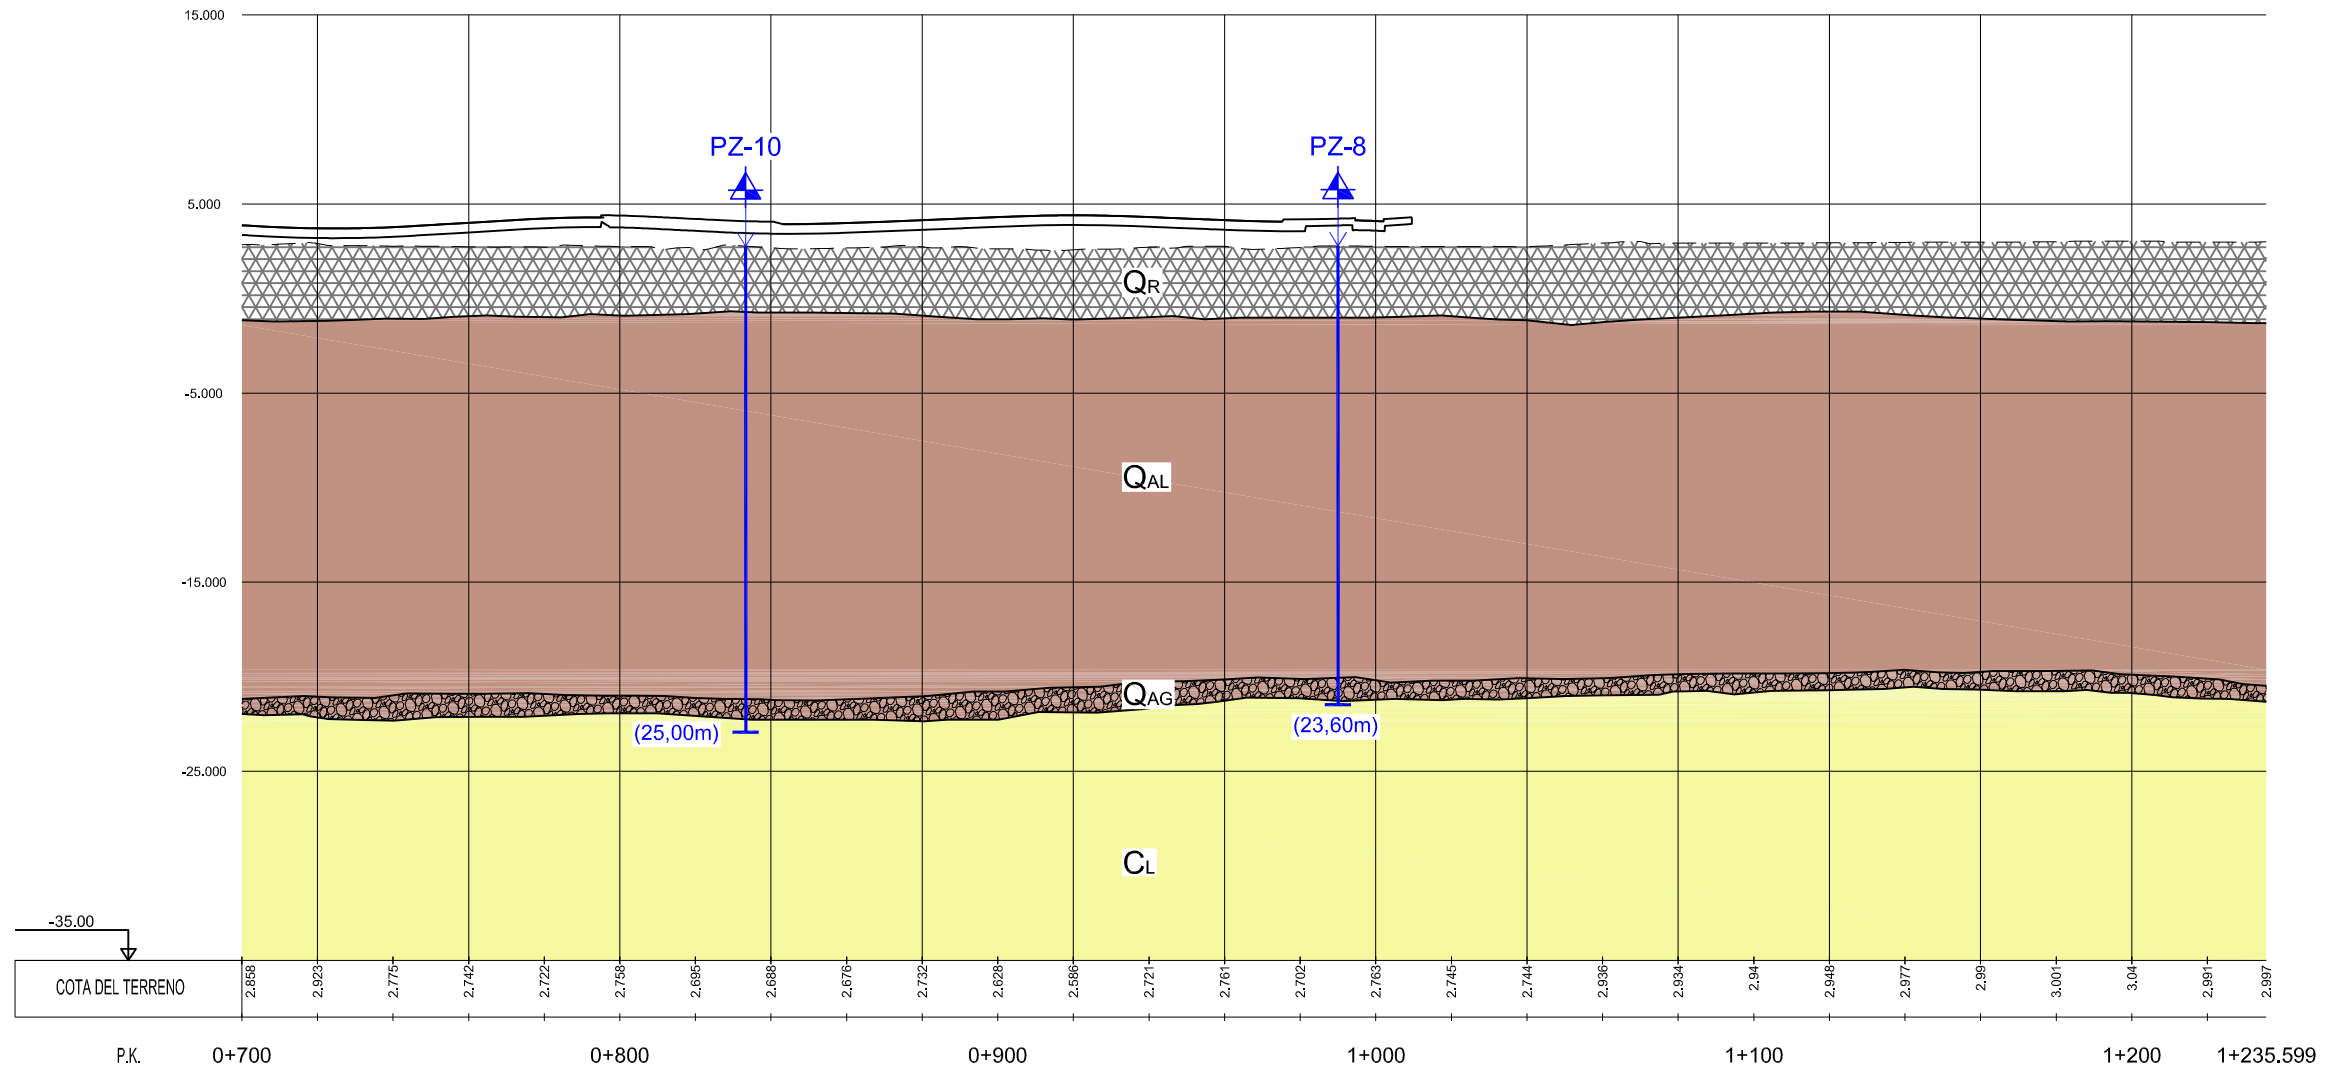 15.000
PZ-10
PZ-8
5.000
QR
-5.000
QAL
-15.000
QAG
(25,00m)
(23,60m)
-25.000
CL
-35.00
COTA DEL TERRENO
2.858 2.923 2.775 2.742 2.722 2.758 2.695 2.688 2.676 2.732 2.628 2.586 2.721 2.761 2.702 2.763 2.745 2.744 2.936 2.934 2.94 2.948 2.977 2.99 3.001 3.04 2.991 2.997
P.K. 0+700 0+800 0+900 1+000 1+100 1+200 1+235.599